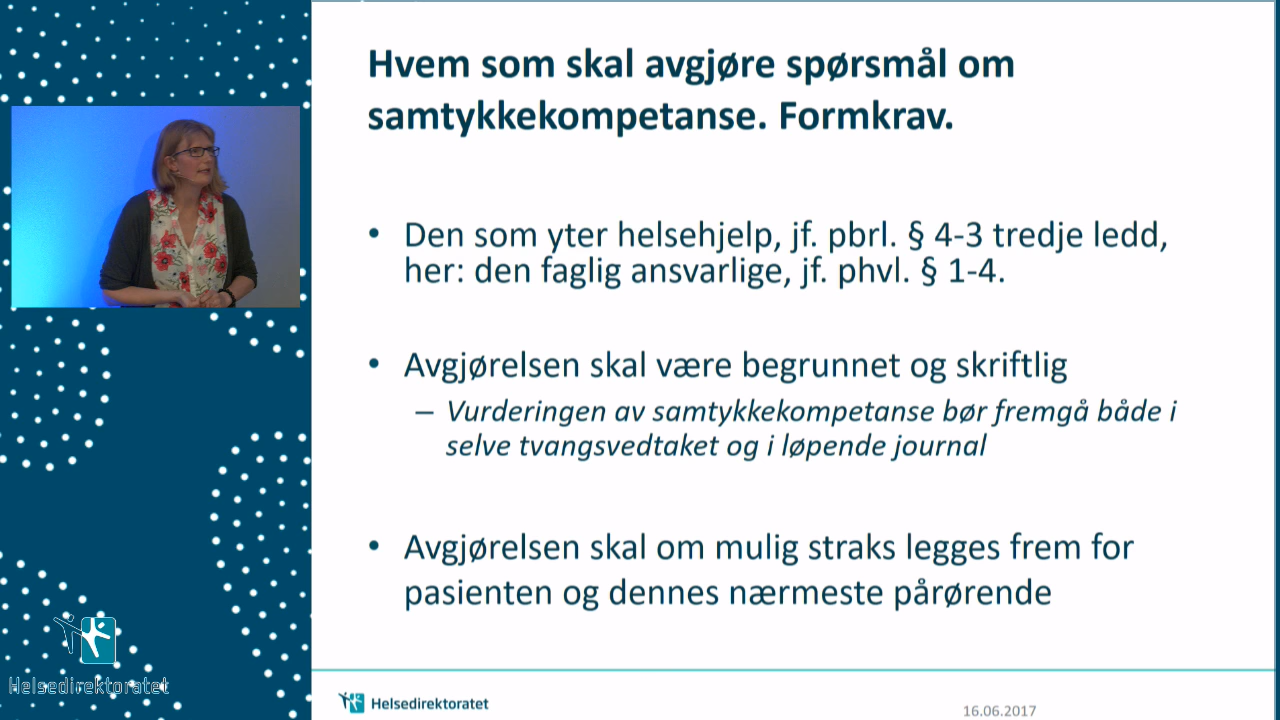 Hvem som skal avgjøre spørsmål om
samtykkekompetanse. Formkrav.
• Den som yter helsehjelp, jf. pbrl. § 4-3 tredje ledd,
her: den faglig ansvarlige, jf. phvl. § 1-4.
• Avgjørelsen skal være begrunnet og skriftlig
– Vurderingen av samtykkekompetanse bør fremgå både i
selve tvangsvedtaket og i løpende journal
• Avgjørelsen skal om mulig straks legges frem for
pasienten og dennes nærmeste pårørende
Helsedirektoratet
Helsedirektoratet
16.06.2017